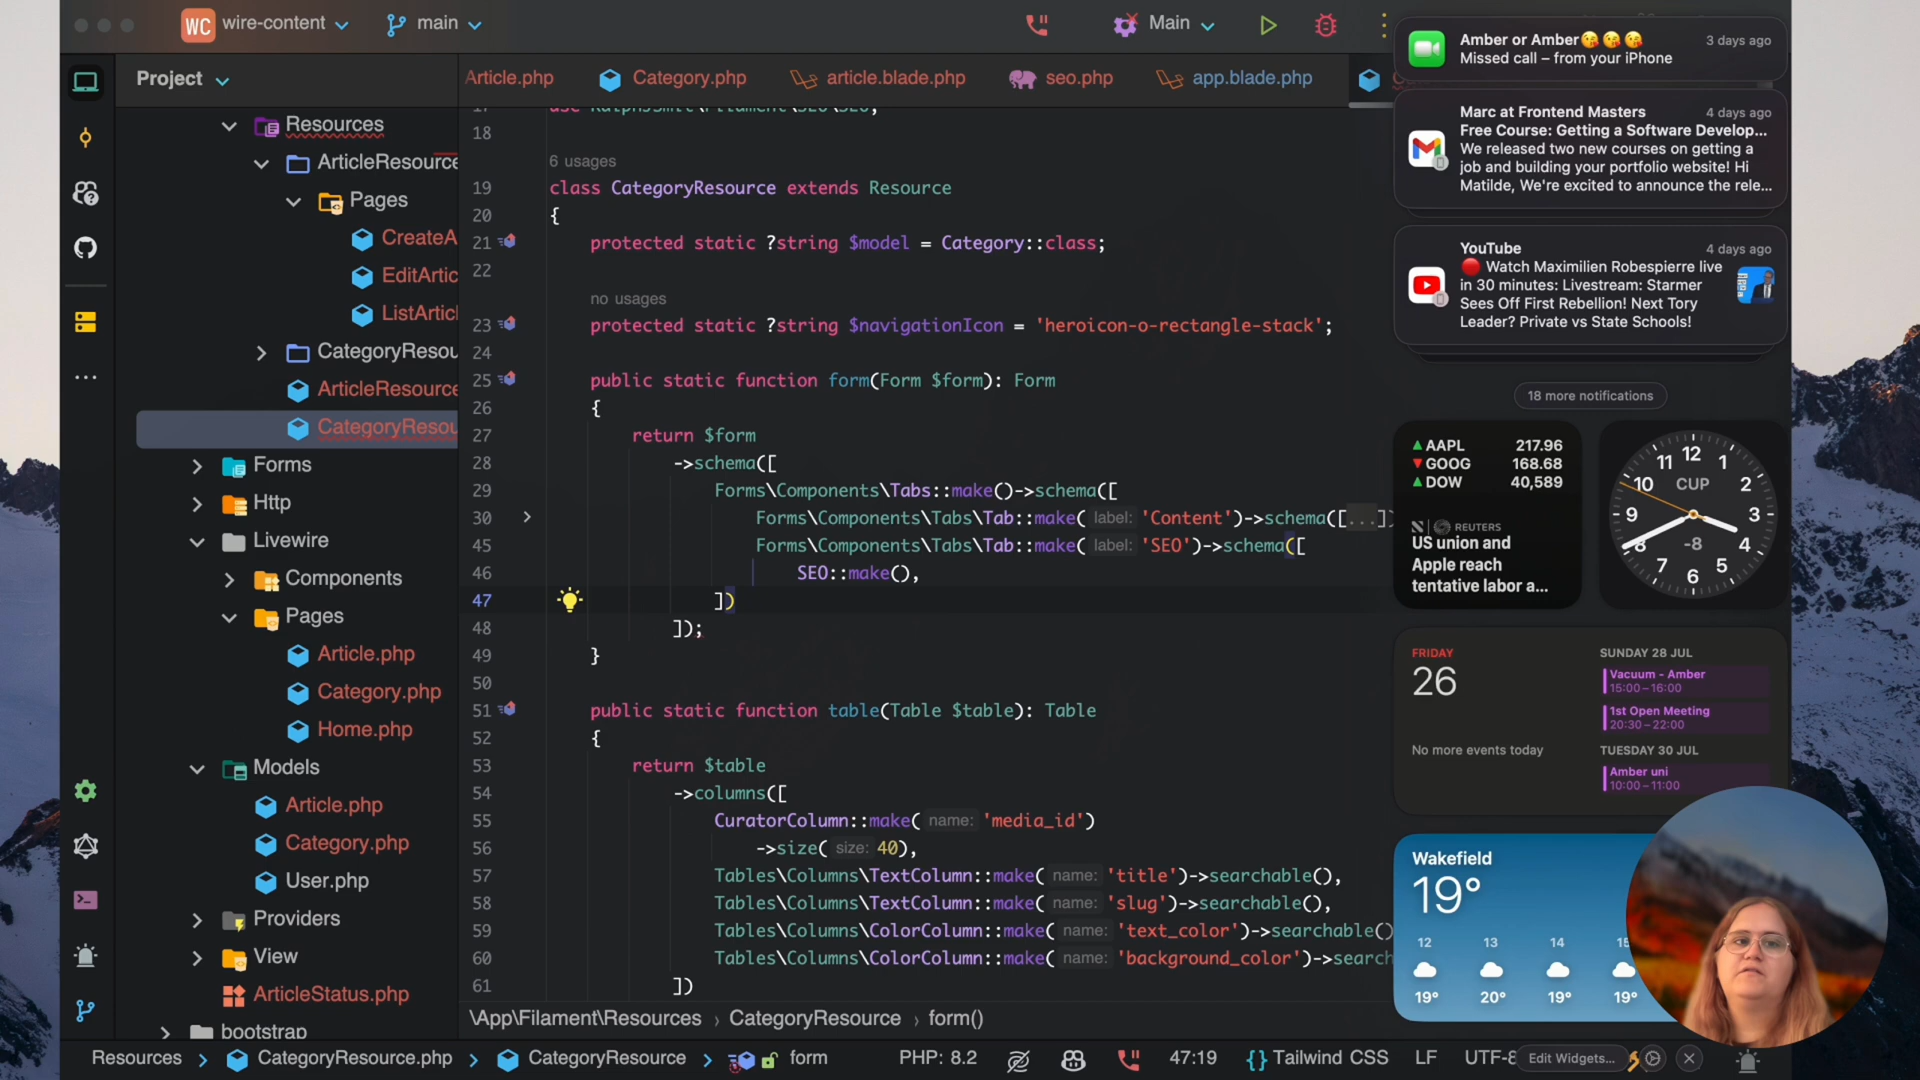 WC wire-content main Main
Project Article.php Category.php article.blade.php seo.php app.blade.php
Resources
ArticleResource
Pages
CreateA
EditArtic
ListArtic
CategoryResou
ArticleResource
CategoryResou
Forms
Http
Livewire
Components
Pages
Article.php
Category.php
Home.php
Models
Article.php
Category.php
User.php
Providers
View
ArticleStatus.php
bootstrap
18
6 usages
19 class CategoryResource extends Resource
20 {
21 protected static ?string $model = Category::class;
22
no usages
23 protected static ?string $navigationIcon = 'heroicon-o-rectangle-stack';
24
25 public static function form(Form $form): Form
26 {
27 return $form
28 ->schema([
29 Forms\Components\Tabs::make()->schema([
30 Forms\Components\Tabs\Tab::make( label: 'Content')->schema([...])
45 Forms\Components\Tabs\Tab::make( label: 'SEO')->schema([
46 SEO::make(),
47 ])
48 ]);
49 }
50
51 public static function table(Table $table): Table
52 {
53 return $table
54 ->columns([
55 CuratorColumn::make( name: 'media_id')
56 ->size( size: 40),
57 Tables\Columns\TextColumn::make( name: 'title')->searchable(),
58 Tables\Columns\TextColumn::make( name: 'slug')->searchable(),
59 Tables\Columns\ColorColumn::make( name: 'text_color')->searchable()
60 Tables\Columns\ColorColumn::make( name: 'background_color')->search
61 ])
\App\Filament\Resources › CategoryResource › form()
Resources CategoryResource.php CategoryResource form PHP: 8.2 47:19 {} Tailwind CSS LF UTF-8 Edit Widgets...
Amber or Amber😘😘😘 3 days ago
Missed call – from your iPhone
Marc at Frontend Masters 4 days ago
Free Course: Getting a Software Develop...
We released two new courses on getting a
job and building your portfolio website! Hi
Matilde, We're excited to announce the rele...
YouTube 4 days ago
🔴 Watch Maximilien Robespierre live
in 30 minutes: Livestream: Starmer
Sees Off First Rebellion! Next Tory
Leader? Private vs State Schools!
18 more notifications
▲AAPL 217.96
▼GOOG 168.68
▲DOW 40,589
REUTERS
US union and
Apple reach
tentative labor a...
12 1 2 3 4 5 6 7 8 9 10 11
CUP
-8
FRIDAY
26
No more events today
SUNDAY 28 JUL
Vacuum - Amber
15:00 – 16:00
1st Open Meeting
20:30 – 22:00
TUESDAY 30 JUL
Amber uni
10:00 – 11:00
Wakefield
19°
12 13 14 15
19° 20° 19° 19°